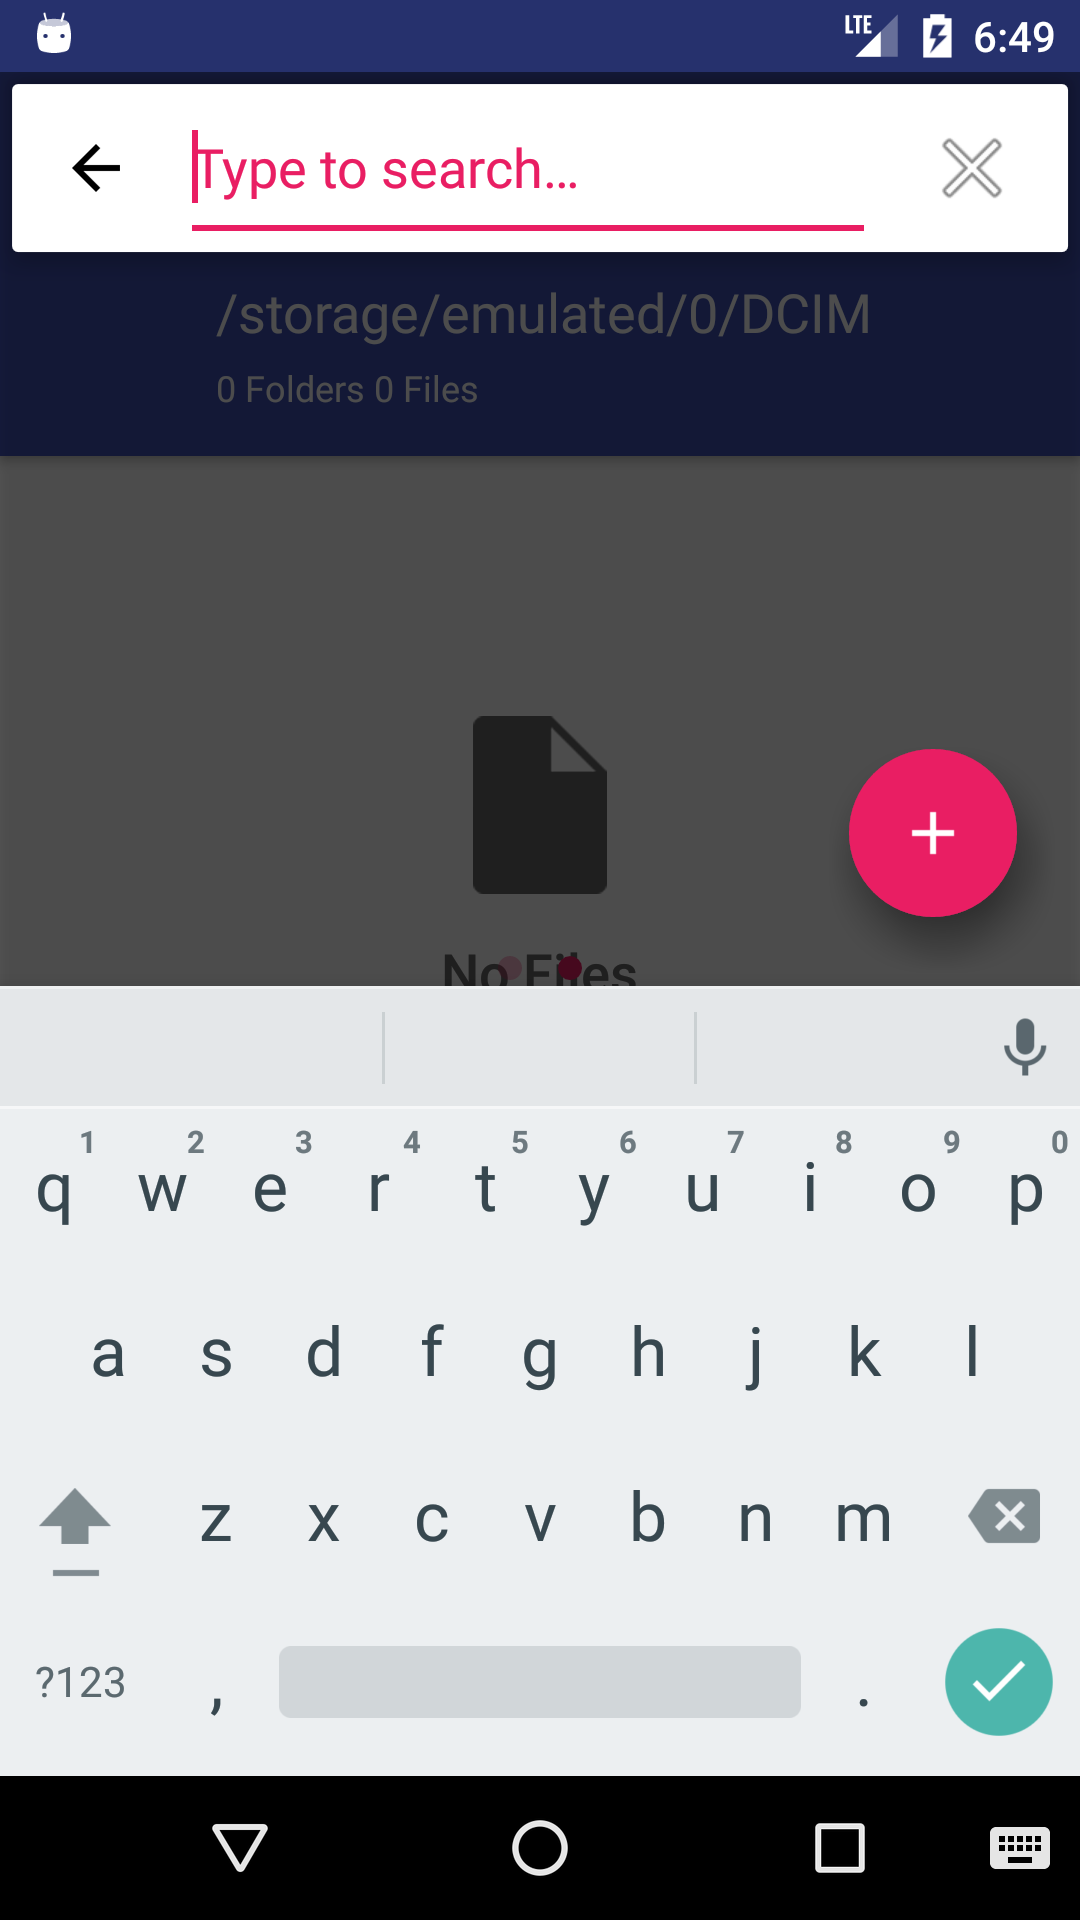 LTE 6:49
Type to search...
/storage/emulated/0/DCIM
0 Folders 0 Files
No Files
1 2 3 4 5 6 7 8 9 0
q w e r t y u i o p
a s d f g h j k l
z x c v b n m
?123 , .